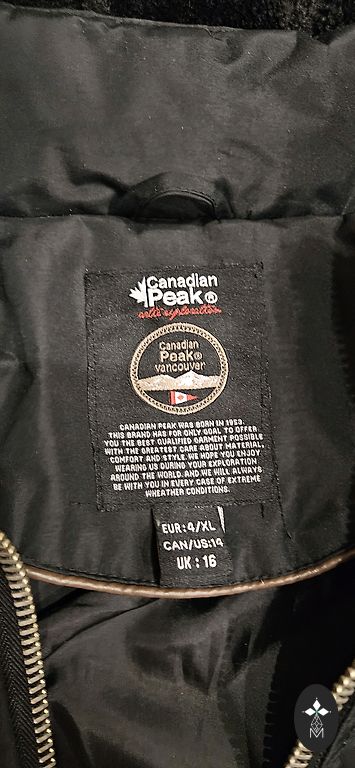 Canadian
Peak®
artic exploration
Canadian
Peak®
vancouver
CANADIAN PEAK WAS BORN IN 1953.
THIS BRAND HAS FOR ONLY GOAL TO OFFER
YOU THE BEST QUALIFIED GARMENT POSSIBLE
WITH THE GREATEST CARE ABOUT MATERIAL,
COMFORT AND STYLE. WE HOPE YOU ENJOY
WEARING US DURING YOUR EXPLORATION
AROUND THE WORLD. AND WE WILL ALWAYS
BE WITH YOU IN EVERY CASE OF EXTREME
WHEATHER CONDITIONS.
EUR:4/XL
CAN/US:14
UK: 16
M